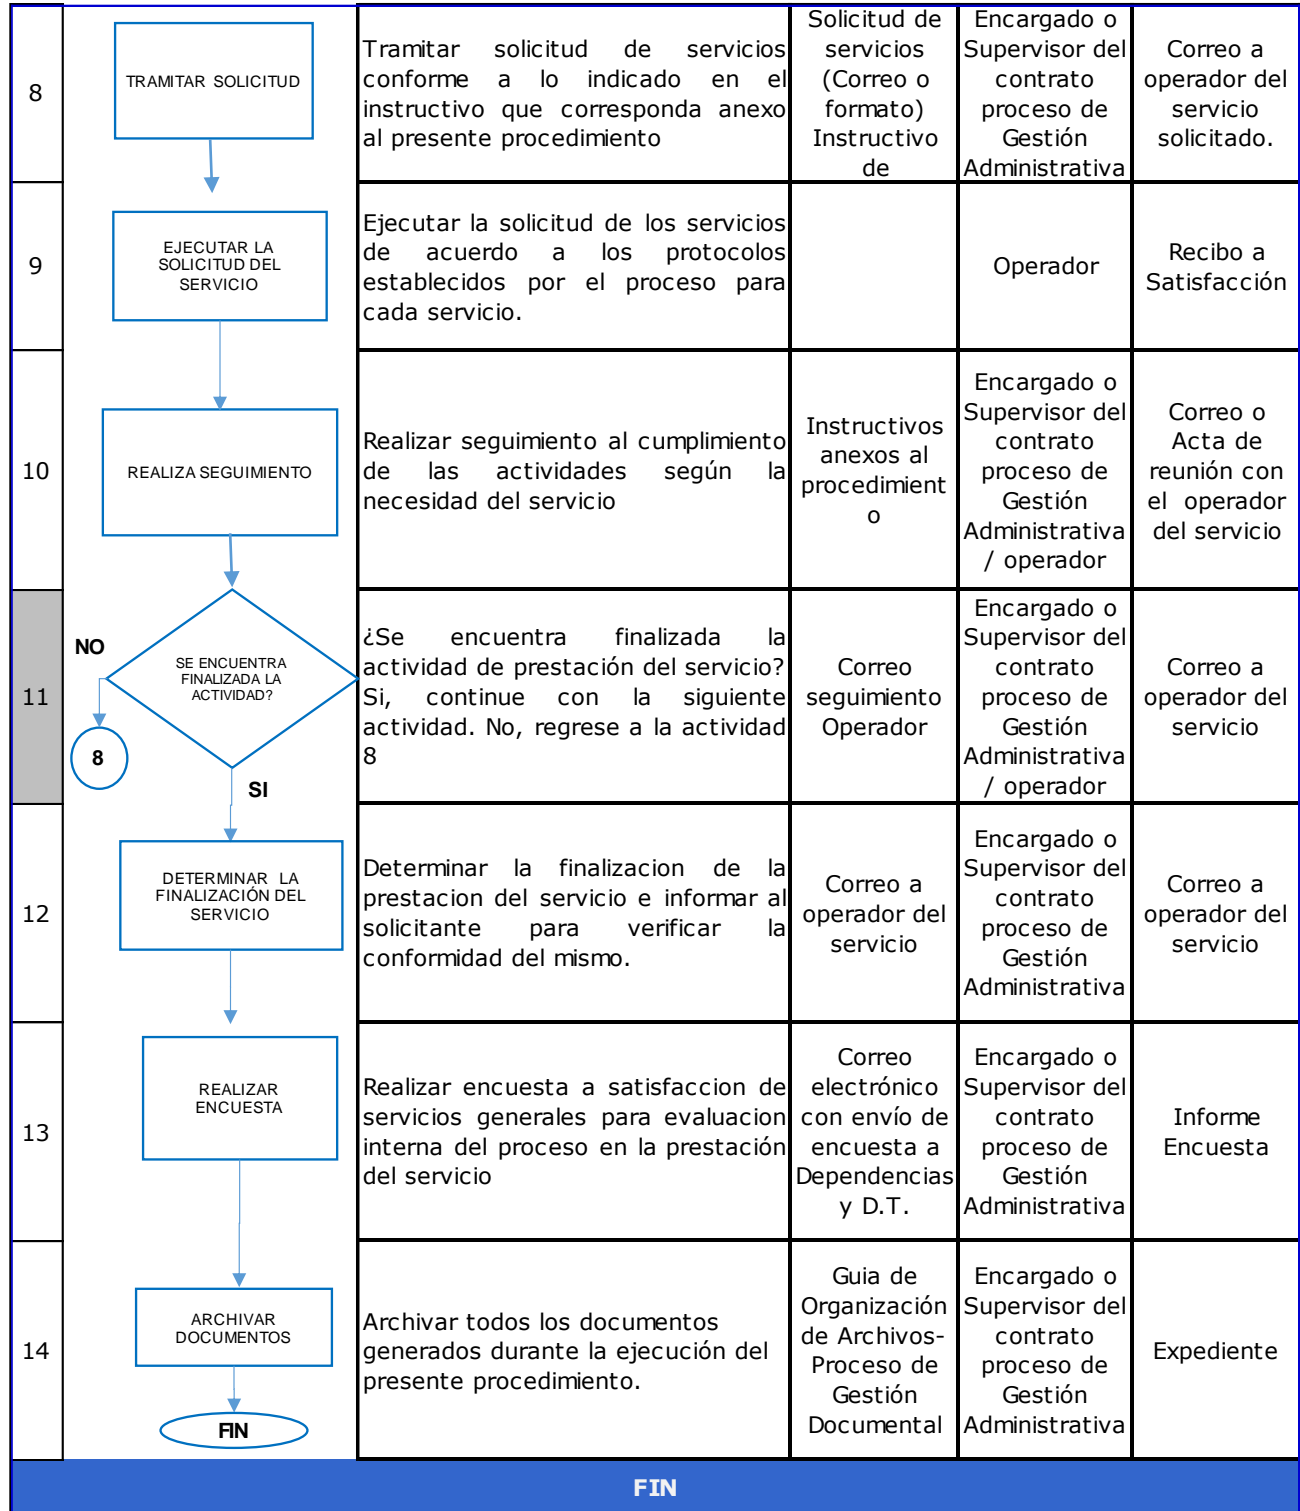 8
TRAMITAR SOLICITUD
Tramitar solicitud de servicios
conforme a lo indicado en el
instructivo que corresponda anexo
al presente procedimiento
Solicitud de
servicios
(Correo o
formato)
Instructivo
de
Encargado o
Supervisor del
contrato
proceso de
Gestión
Administrativa
Correo a
operador del
servicio
solicitado.
9
EJECUTAR LA
SOLICITUD DEL
SERVICIO
Ejecutar la solicitud de los servicios
de acuerdo a los protocolos
establecidos por el proceso para
cada servicio.
Operador
Recibo a
Satisfacción
10
REALIZA SEGUIMIENTO
Realizar seguimiento al cumplimiento
de las actividades según la
necesidad del servicio
Instructivos
anexos al
procedimient
o
Encargado o
Supervisor del
contrato
proceso de
Gestión
Administrativa
/ operador
Correo o
Acta de
reunión con
el operador
del servicio
11
NO
SE ENCUENTRA
FINALIZADA LA
ACTIVIDAD?
8
SI
¿Se encuentra finalizada la
actividad de prestación del servicio?
Si, continue con la siguiente
actividad. No, regrese a la actividad
8
Correo
seguimiento
Operador
Encargado o
Supervisor del
contrato
proceso de
Gestión
Administrativa
/ operador
Correo a
operador del
servicio
12
DETERMINAR LA
FINALIZACIÓN DEL
SERVICIO
Determinar la finalizacion de la
prestacion del servicio e informar al
solicitante para verificar la
conformidad del mismo.
Correo a
operador del
servicio
Encargado o
Supervisor del
contrato
proceso de
Gestión
Administrativa
Correo a
operador del
servicio
13
REALIZAR
ENCUESTA
Realizar encuesta a satisfaccion de
servicios generales para evaluacion
interna del proceso en la prestación
del servicio
Correo
electrónico
con envío de
encuesta a
Dependencias
y D.T.
Encargado o
Supervisor del
contrato
proceso de
Gestión
Administrativa
Informe
Encuesta
14
ARCHIVAR
DOCUMENTOS
FIN
Archivar todos los documentos
generados durante la ejecución del
presente procedimiento.
Guia de
Organización
de Archivos-
Proceso de
Gestión
Documental
Encargado o
Supervisor del
contrato
proceso de
Gestión
Administrativa
Expediente
FIN